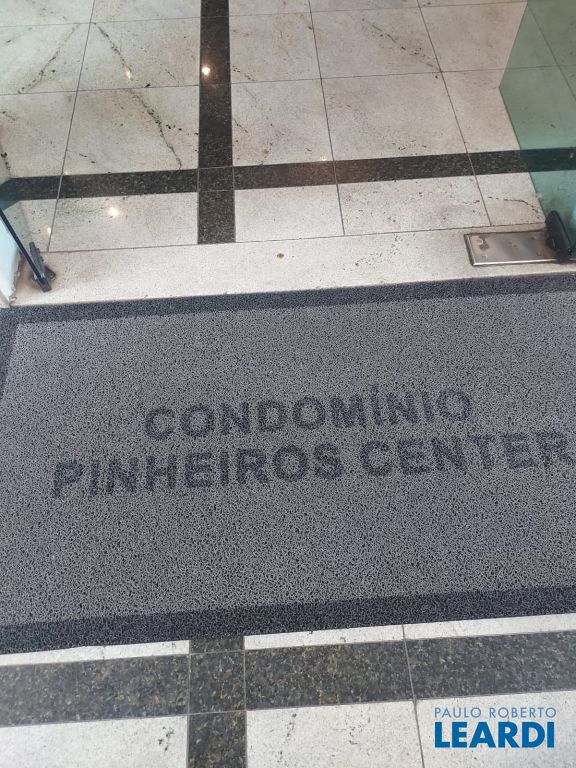 CONDOMÍNIO
PINHEIROS CENTER
PAULO ROBERTO
LEARDI